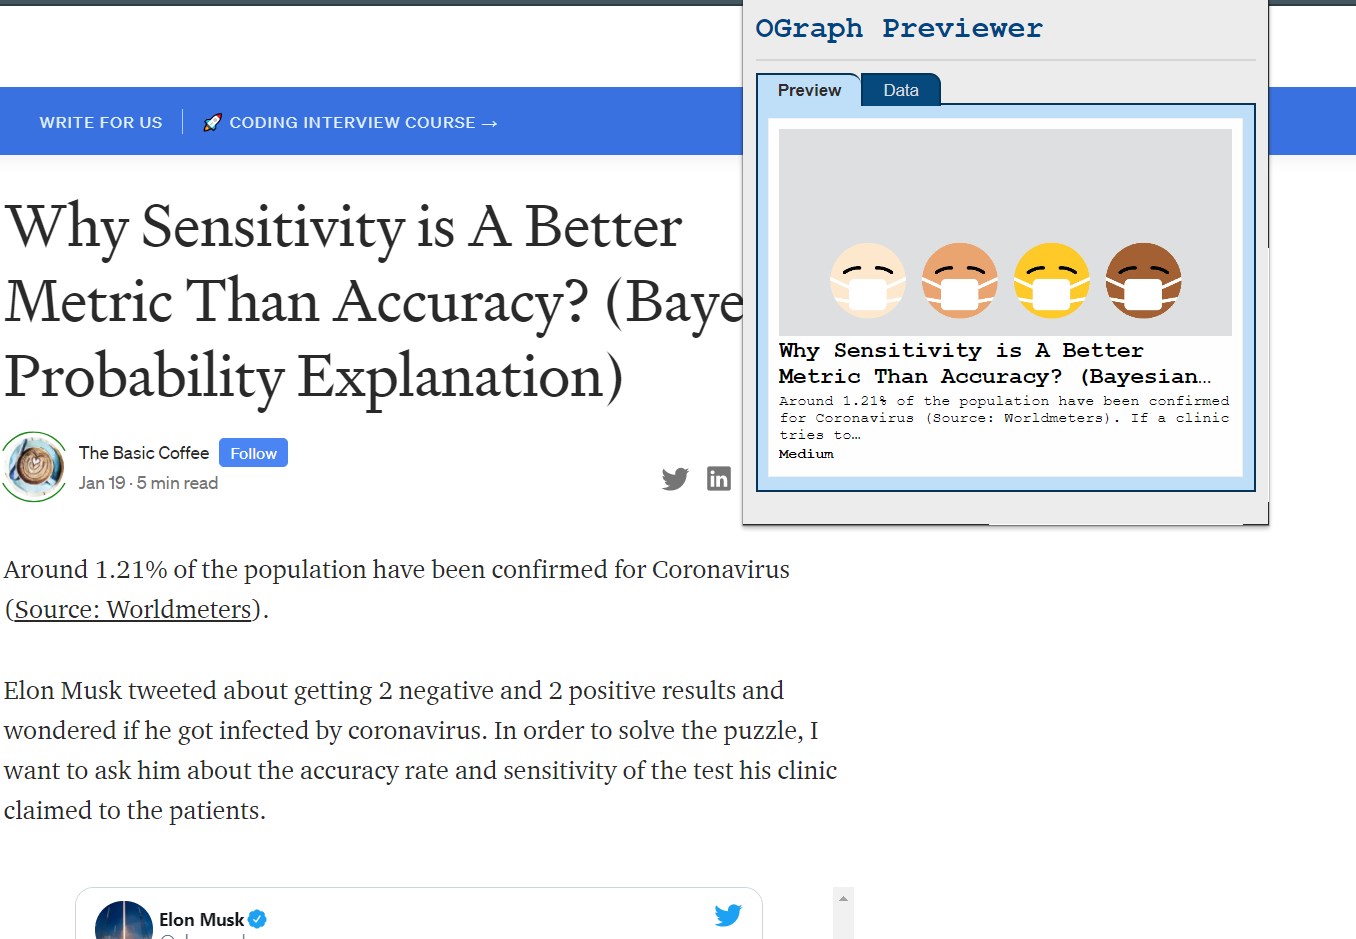 WRITE FOR US
🚀 CODING INTERVIEW COURSE →
Why Sensitivity is A Better
Metric Than Accuracy? (Baye
Probability Explanation)
The Basic Coffee Follow
Jan 19 · 5 min read
in
Around 1.21% of the population have been confirmed for Coronavirus
(Source: Worldmeters).
Elon Musk tweeted about getting 2 negative and 2 positive results and
wondered if he got infected by coronavirus. In order to solve the puzzle, I
want to ask him about the accuracy rate and sensitivity of the test his clinic
claimed to the patients.
Elon Musk
OGraph Previewer
Preview Data
Why Sensitivity is A Better
Metric Than Accuracy? (Bayesian…
Around 1.21% of the population have been confirmed
for Coronavirus (Source: Worldmeters). If a clinic
tries to…
Medium